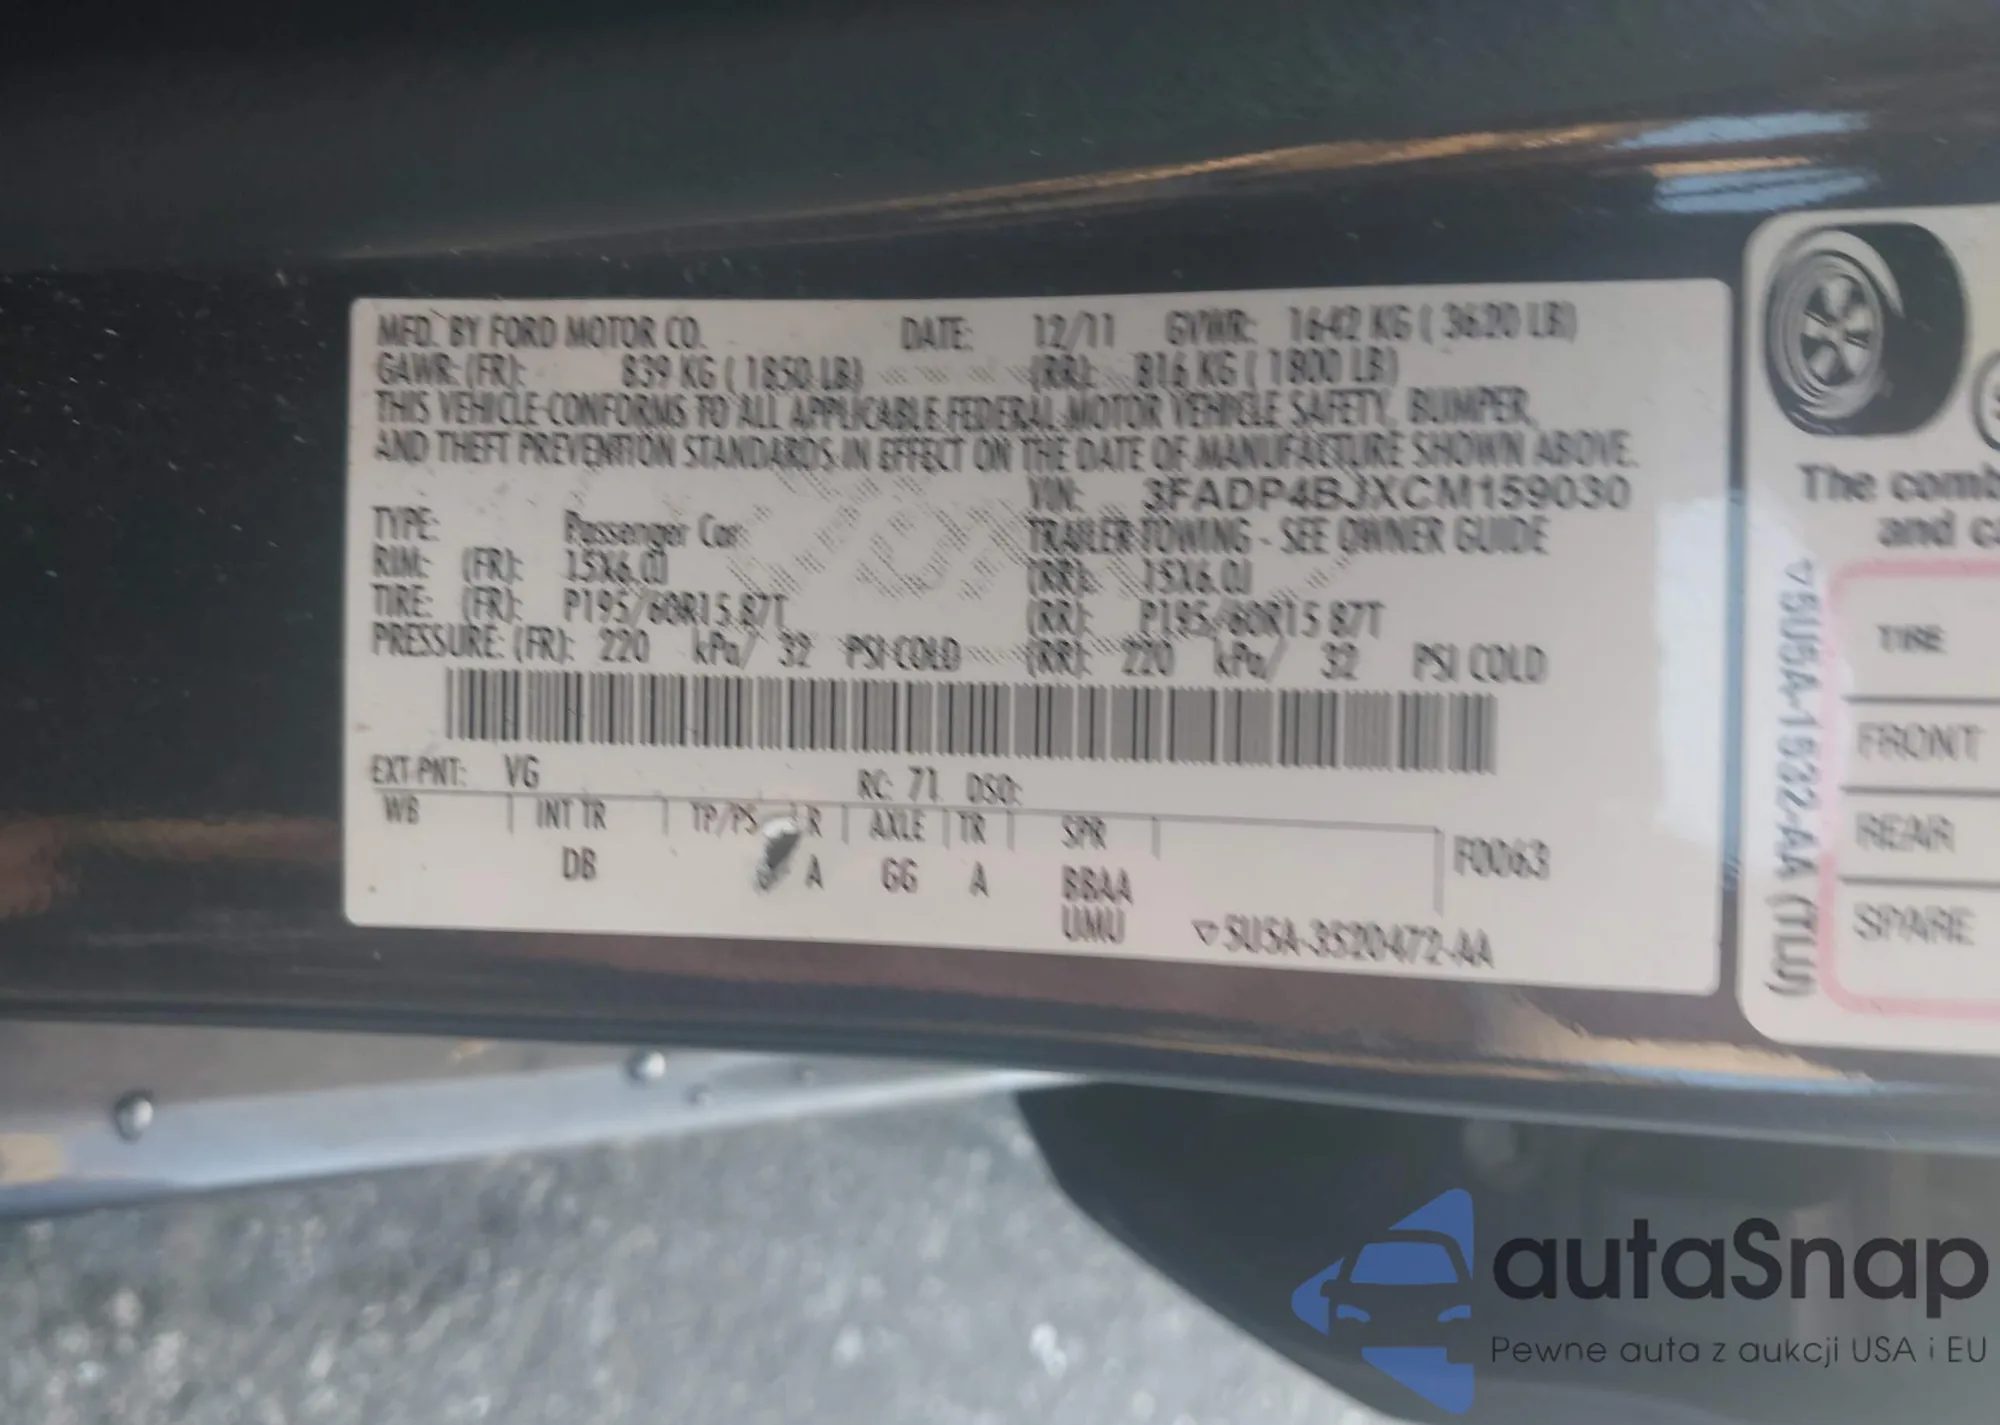 MFD. BY FORD MOTOR CO. DATE: 12/11 GVWR: 1642 KG ( 3620 LB)
GAWR: (FR): 839 KG ( 1850 LB) (RR): 816 KG ( 1800 LB)
THIS VEHICLE CONFORMS TO ALL APPLICABLE FEDERAL MOTOR VEHICLE SAFETY, BUMPER,
AND THEFT PREVENTION STANDARDS IN EFFECT ON THE DATE OF MANUFACTURE SHOWN ABOVE.
VIN: 3FADP4BJXCM159030
TYPE: Passenger Car TRAILER TOWING - SEE OWNER GUIDE
RIM: (FR): 15X6.0J (RR): 15X6.0J
TIRE: (FR): P195/60R15 87T (RR): P195/60R15 87T
PRESSURE: (FR): 220 kPa/ 32 PSI COLD (RR): 220 kPa/ 32 PSI COLD
EXT PNT: VG RC: 71 DSO:
WB INT TR TP/PS R AXLE TR SPR
DB A GG A BBAA
UMU
F0063
▽5U5A-3520472-AA
The comb
and ca
▽5U5A-1532-AA (TLU)
TIRE
FRONT
REAR
SPARE
autaSnap
Pewne auta z aukcji USA i EU